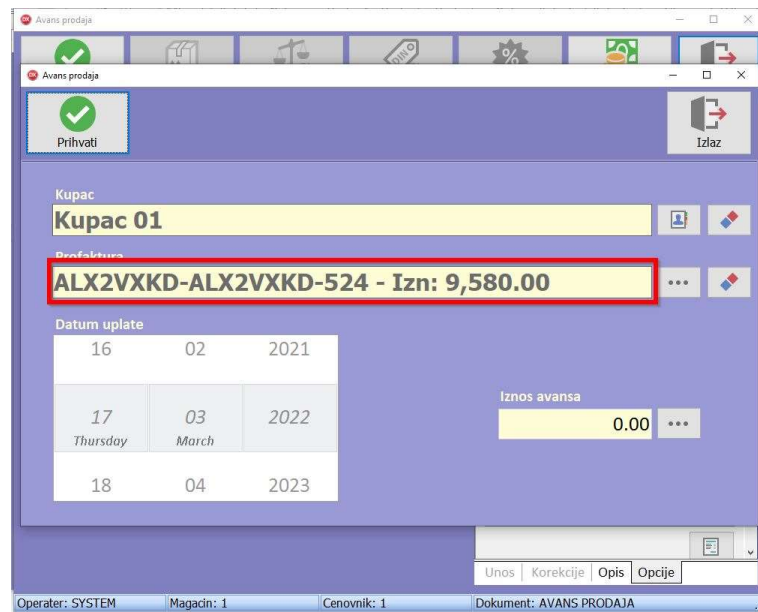 Avans prodaja
DIN
%
Avans prodaja
Prihvati
Izlaz
Kupac
Kupac 01
Profaktura
ALX2VXKD-ALX2VXKD-524 - Izn: 9,580.00
Datum uplate
16 02 2021
17 03 2022
Thursday March
18 04 2023
Iznos avansa
0.00
Unos Korekcije Opis Opcije
Operater: SYSTEM Magacin: 1 Cenovnik: 1 Dokument: AVANS PRODAJA